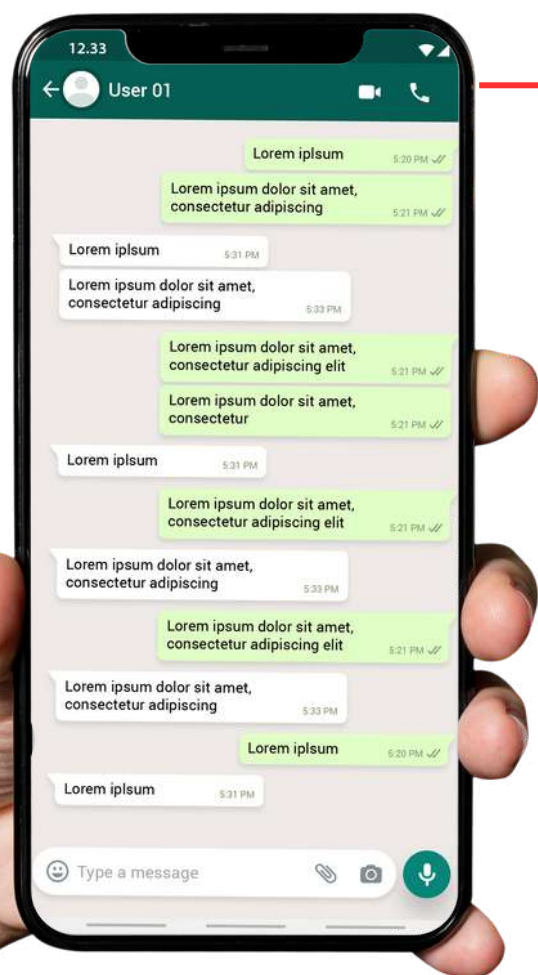 12.33
User 01
Lorem iplsum 5:20 PM
Lorem ipsum dolor sit amet,
consectetur adipiscing 5:21 PM
Lorem iplsum 5:31 PM
Lorem ipsum dolor sit amet,
consectetur adipiscing 5:33 PM
Lorem ipsum dolor sit amet,
consectetur adipiscing elit 5:21 PM
Lorem ipsum dolor sit amet,
consectetur 5:21 PM
Lorem iplsum 5:31 PM
Lorem ipsum dolor sit amet,
consectetur adipiscing elit 5:21 PM
Lorem ipsum dolor sit amet,
consectetur adipiscing 5:33 PM
Lorem ipsum dolor sit amet,
consectetur adipiscing elit 5:21 PM
Lorem ipsum dolor sit amet,
consectetur adipiscing 5:33 PM
Lorem iplsum 5:20 PM
Lorem iplsum 5:31 PM
Type a message